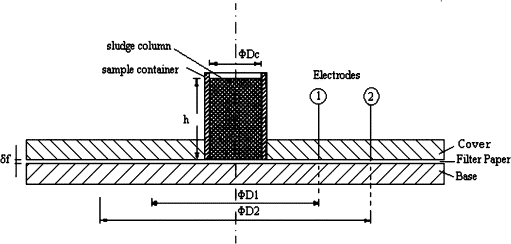 ΦDc
sludge column
sample container
Electrodes
1
2
h
δf
Cover
Filter Paper
Base
ΦD1
ΦD2